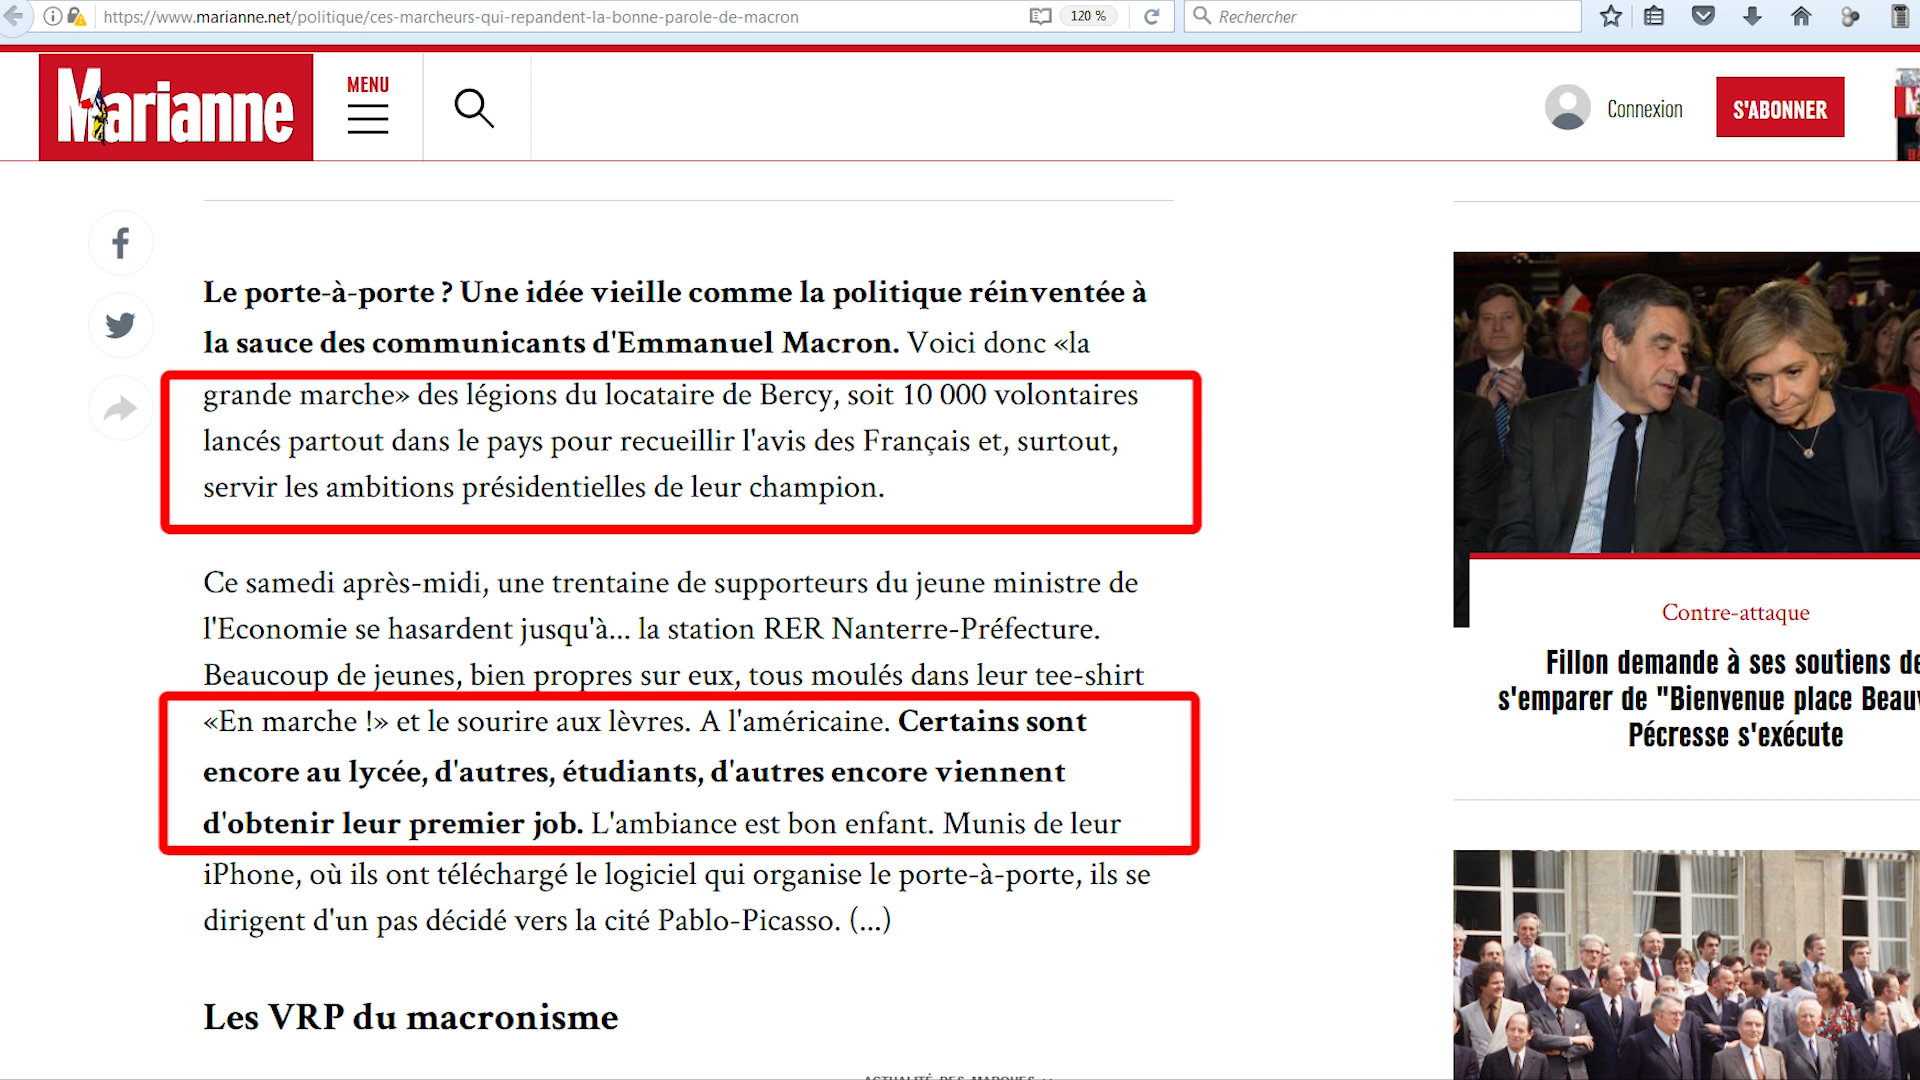 https://www.marianne.net/politique/ces-marcheurs-qui-repandent-la-bonne-parole-de-macron
120 %
Rechercher
Marianne
MENU
Connexion
S'ABONNER
Le porte-à-porte ? Une idée vieille comme la politique réinventée à
la sauce des communicants d'Emmanuel Macron. Voici donc «la
grande marche» des légions du locataire de Bercy, soit 10 000 volontaires
lancés partout dans le pays pour recueillir l'avis des Français et, surtout,
servir les ambitions présidentielles de leur champion.
Ce samedi après-midi, une trentaine de supporteurs du jeune ministre de
l'Economie se hasardent jusqu'à... la station RER Nanterre-Préfecture.
Beaucoup de jeunes, bien propres sur eux, tous moulés dans leur tee-shirt
«En marche !» et le sourire aux lèvres. A l'américaine. Certains sont
encore au lycée, d'autres, étudiants, d'autres encore viennent
d'obtenir leur premier job. L'ambiance est bon enfant. Munis de leur
iPhone, où ils ont téléchargé le logiciel qui organise le porte-à-porte, ils se
dirigent d'un pas décidé vers la cité Pablo-Picasso. (...)
Les VRP du macronisme
Contre-attaque
Fillon demande à ses soutiens de
s'emparer de "Bienvenue place Beauv
Pécresse s'exécute
ACTUALITÉ DES MARQUES